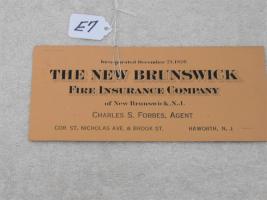 E7
Incorporated December 29, 1826
THE NEW BRUNSWICK
FIRE INSURANCE COMPANY
of New Brunswick, N.J.
CHARLES S. FORBES, AGENT
COR. ST. NICHOLAS AVE. & BROOK ST. HAWORTH, N. J.